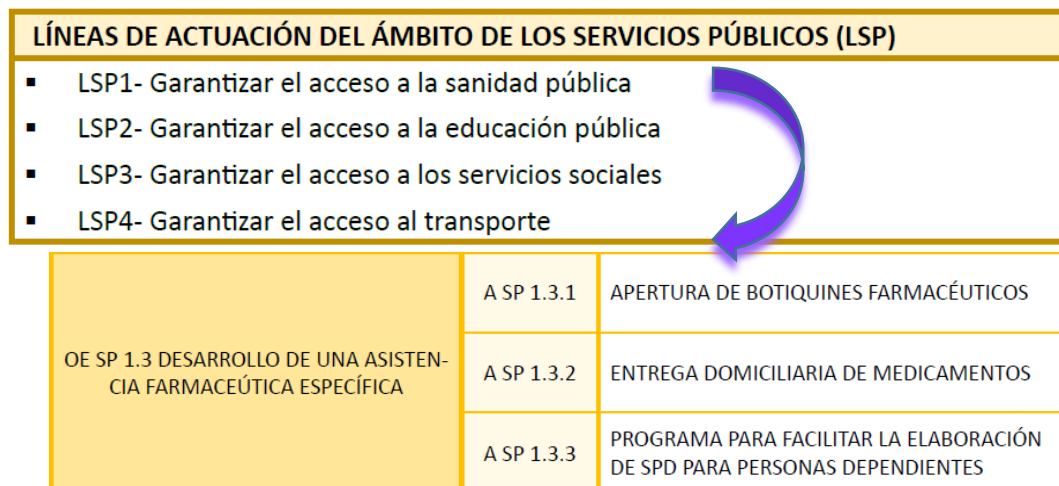 LÍNEAS DE ACTUACIÓN DEL ÁMBITO DE LOS SERVICIOS PÚBLICOS (LSP)
▪ LSP1- Garantizar el acceso a la sanidad pública
▪ LSP2- Garantizar el acceso a la educación pública
▪ LSP3- Garantizar el acceso a los servicios sociales
▪ LSP4- Garantizar el acceso al transporte
OE SP 1.3 DESARROLLO DE UNA ASISTEN-
CIA FARMACEÚTICA ESPECÍFICA
A SP 1.3.1
APERTURA DE BOTIQUINES FARMACÉUTICOS
A SP 1.3.2
ENTREGA DOMICILIARIA DE MEDICAMENTOS
A SP 1.3.3
PROGRAMA PARA FACILITAR LA ELABORACIÓN
DE SPD PARA PERSONAS DEPENDIENTES